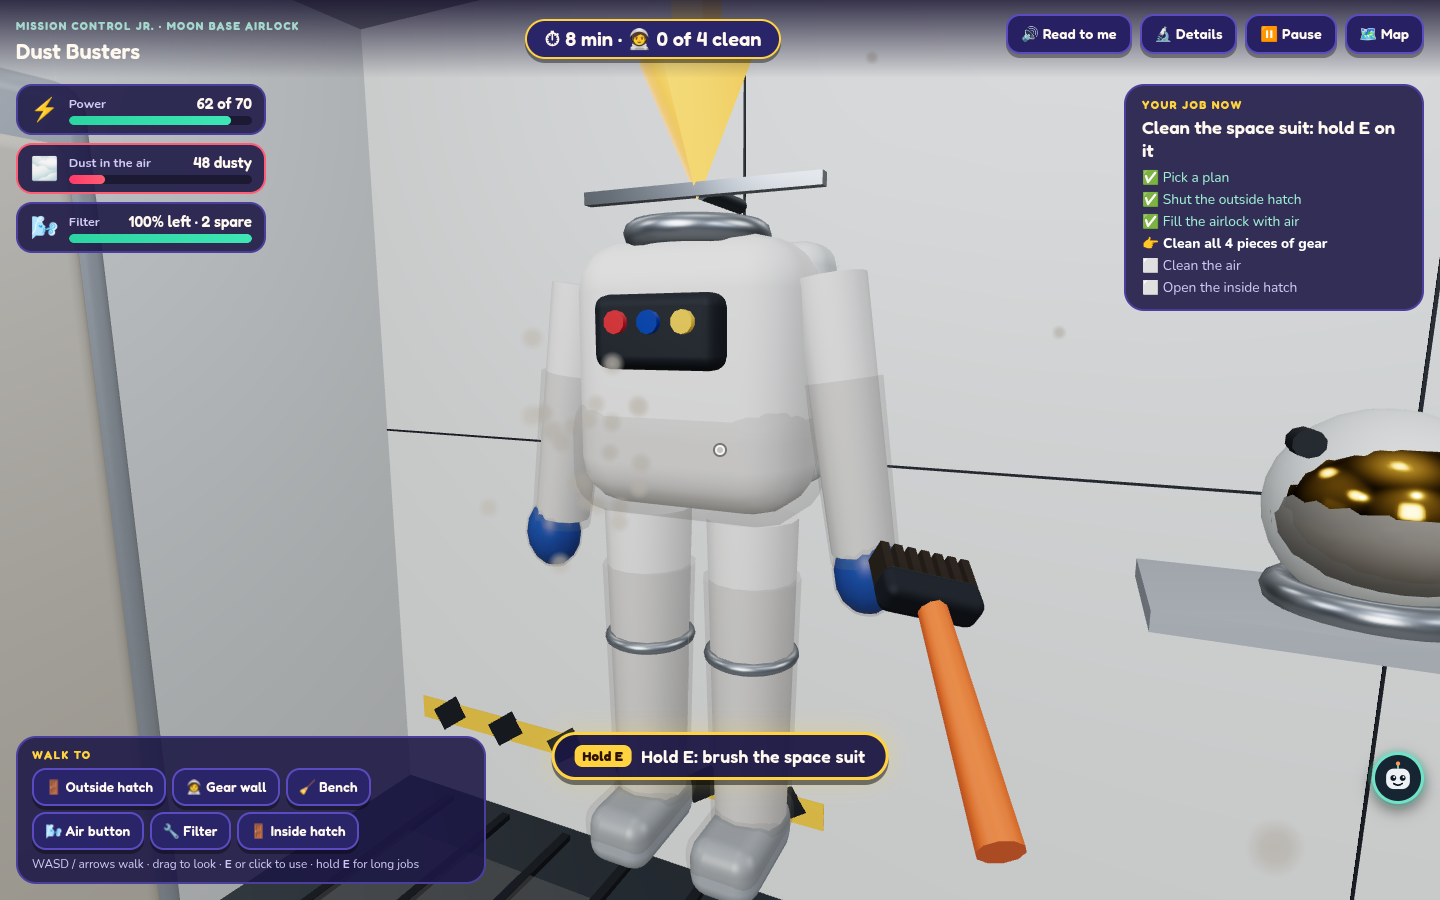 MISSION CONTROL JR. · MOON BASE AIRLOCK
Dust Busters
⏱ 8 min · 🧑‍🚀 0 of 4 clean
🔊 Read to me
🔬 Details
⏸ Pause
🗺️ Map
⚡ Power 62 of 70
Dust in the air 48 dusty
🌬️ Filter 100% left · 2 spare
YOUR JOB NOW
Clean the space suit: hold E on
it
✅ Pick a plan
✅ Shut the outside hatch
✅ Fill the airlock with air
👉 Clean all 4 pieces of gear
⬜ Clean the air
⬜ Open the inside hatch
Hold E Hold E: brush the space suit
WALK TO
🚪 Outside hatch
🧑‍🚀 Gear wall
🧹 Bench
🌬️ Air button
🔧 Filter
🚪 Inside hatch
WASD / arrows walk · drag to look · E or click to use · hold E for long jobs